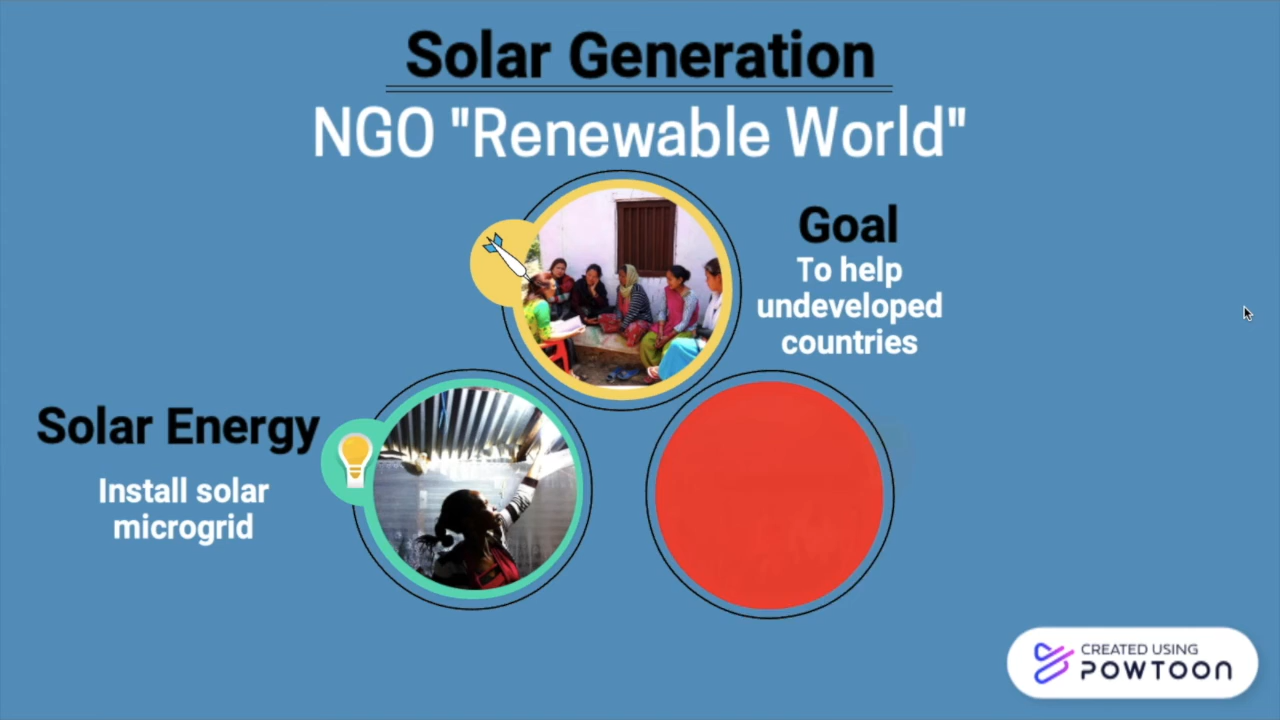 Solar Generation
NGO "Renewable World"
Goal
To help
undeveloped
countries
Solar Energy
Install solar
microgrid
CREATED USING
POWTOON